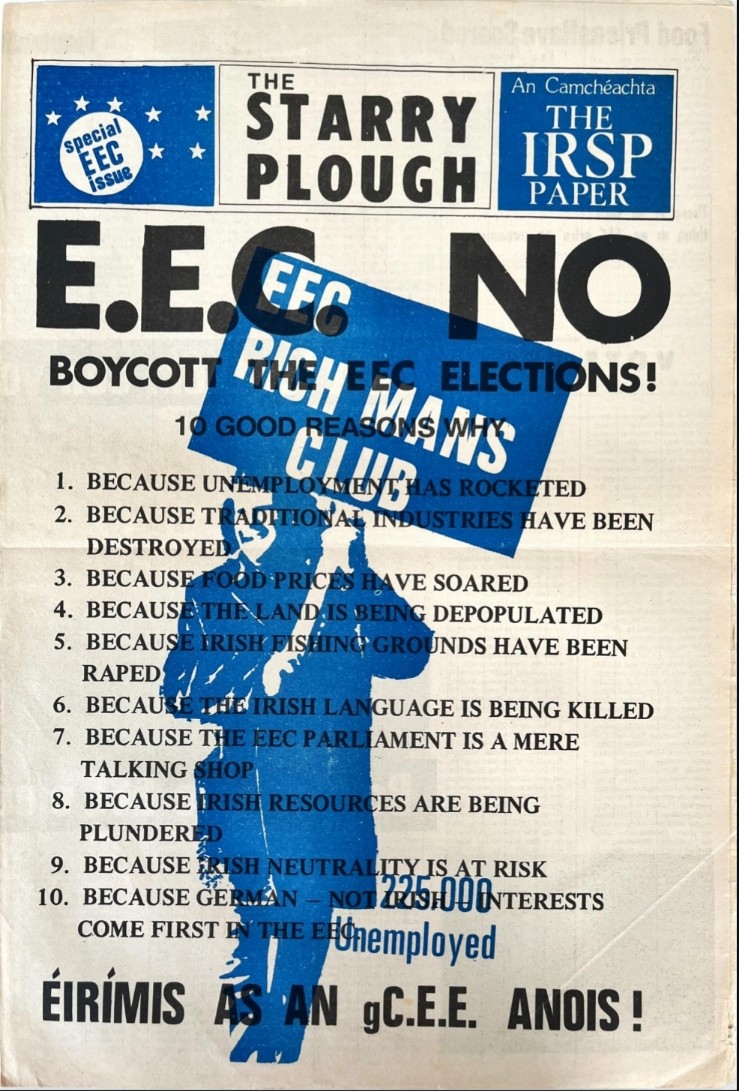 special
EEC
issue
THE
STARRY
PLOUGH
An Camchéachta
THE
IRSP
PAPER
E.E.C. NO
EEC
RICH MANS
CLUB
BOYCOTT THE EEC ELECTIONS!
10 GOOD REASONS WHY
1. BECAUSE UNEMPLOYMENT HAS ROCKETED
2. BECAUSE TRADITIONAL INDUSTRIES HAVE BEEN
DESTROYED
3. BECAUSE FOOD PRICES HAVE SOARED
4. BECAUSE THE LAND IS BEING DEPOPULATED
5. BECAUSE IRISH FISHING GROUNDS HAVE BEEN
RAPED
6. BECAUSE THE IRISH LANGUAGE IS BEING KILLED
7. BECAUSE THE EEC PARLIAMENT IS A MERE
TALKING SHOP
8. BECAUSE IRISH RESOURCES ARE BEING
PLUNDERED
9. BECAUSE IRISH NEUTRALITY IS AT RISK
10. BECAUSE GERMAN – NOT IRISH – INTERESTS
COME FIRST IN THE EEC.
225.000
Unemployed
ÉIRÍMIS AS AN gC.E.E. ANOIS!